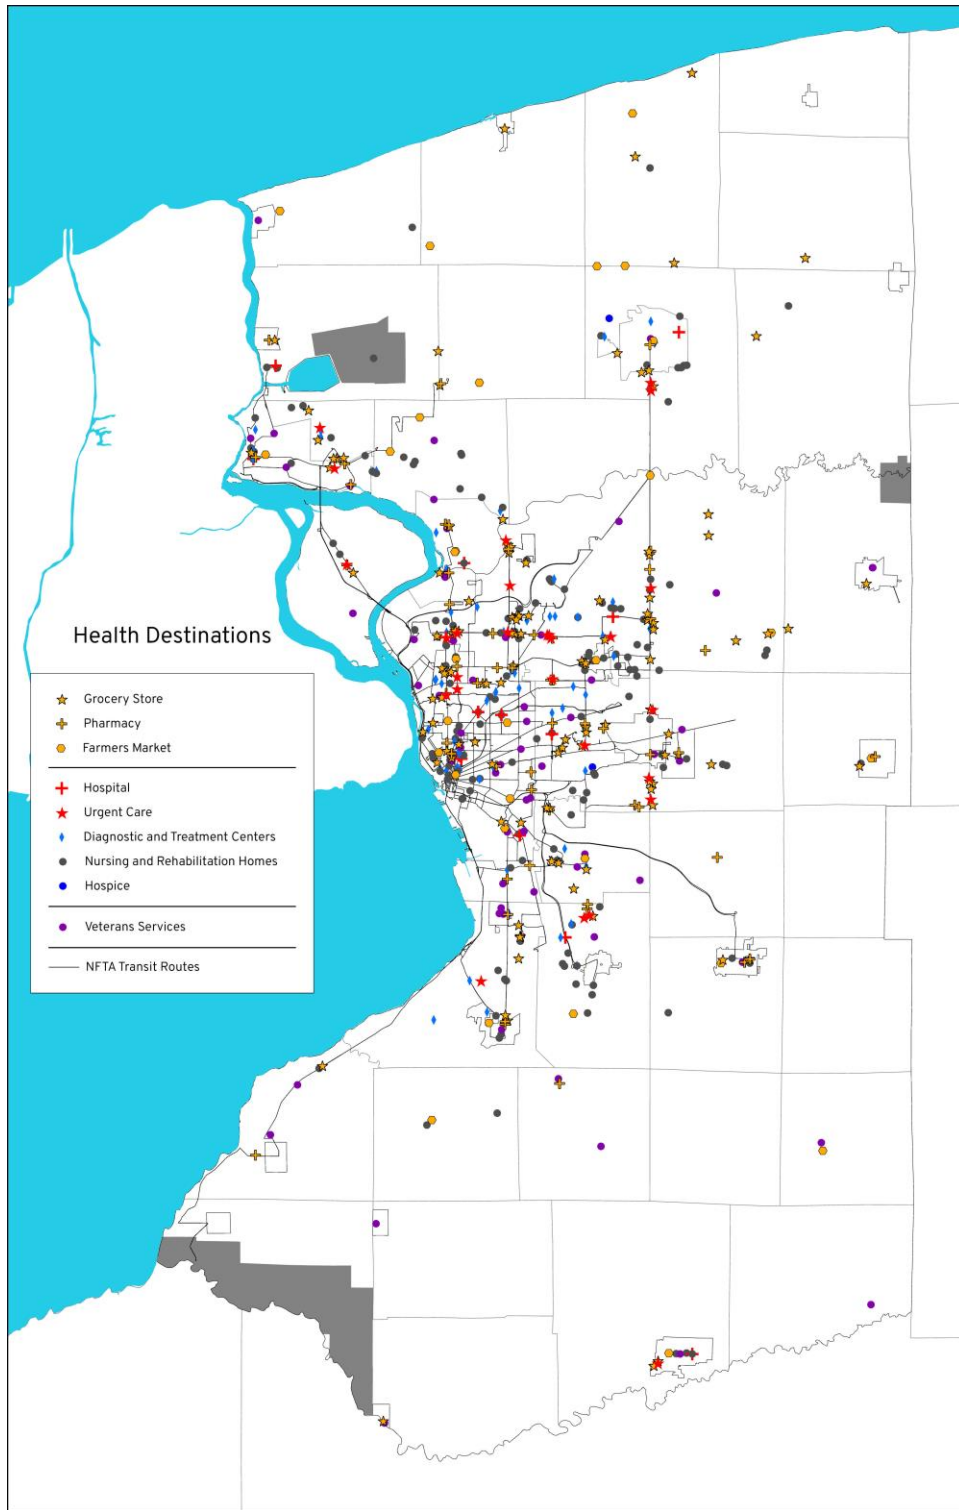 Health Destinations
Grocery Store
Pharmacy
Farmers Market
Hospital
Urgent Care
Diagnostic and Treatment Centers
Nursing and Rehabilitation Homes
Hospice
Veterans Services
NFTA Transit Routes